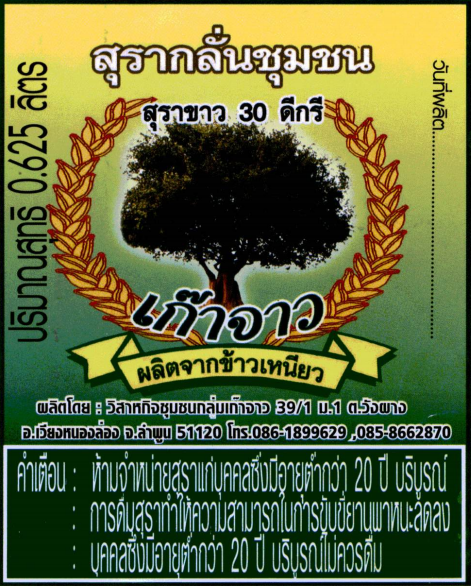 สุรากลั่นชุมชน
สุราขาว 30 ดีกรี
ปริมาณสุทธิ 0.625 ลิตร
วันที่ผลิต........................
เก๊าจาว
ผลิตจากข้าวเหนียว
ผลิตโดย : วิสาหกิจชุมชนกลุ่มเก๊าจาว 39/1 ม.1 ต.วังผาง
อ.เวียงหนองล่อง จ.ลำพูน 51120 โทร.086-1899629 ,085-8662870
คำเตือน : ห้ามจำหน่ายสุราแก่บุคคลซึ่งมีอายุต่ำกว่า 20 ปี บริบูรณ์
: การดื่มสุราทำให้ความสามารถในการขับขี่ยานพาหนะลดลง
: บุคคลซึ่งมีอายุต่ำกว่า 20 ปี บริบูรณ์ไม่ควรดื่ม